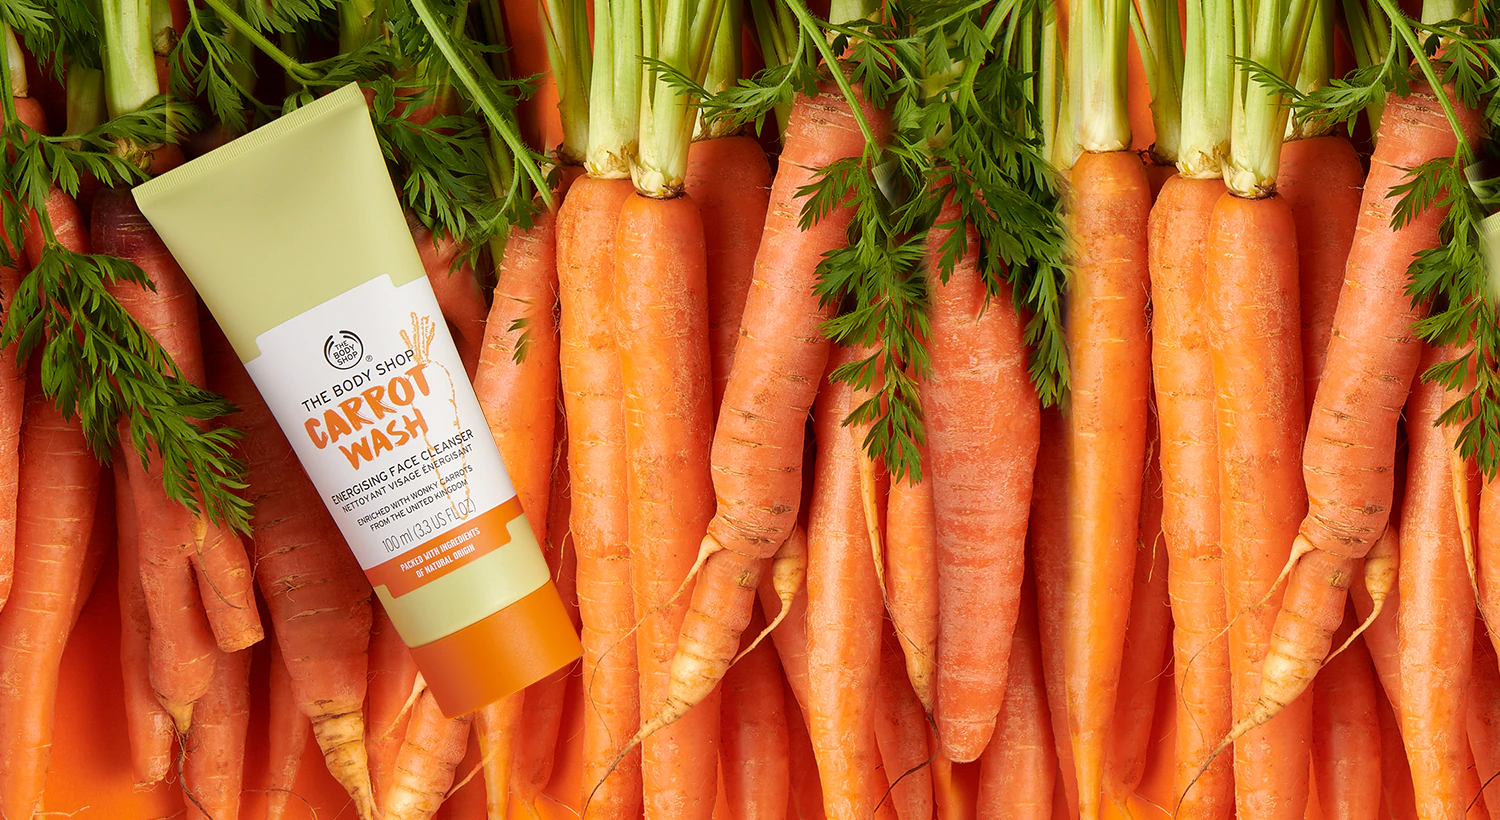 THE
BODY
SHOP
®
THE BODY SHOP
CARROT
WASH
ENERGISING FACE CLEANSER
NETTOYANT VISAGE ÉNERGISANT
ENRICHED WITH WONKY CARROTS
FROM THE UNITED KINGDOM
100 ml (3.3 US FL OZ)
PACKED WITH INGREDIENTS
OF NATURAL ORIGIN